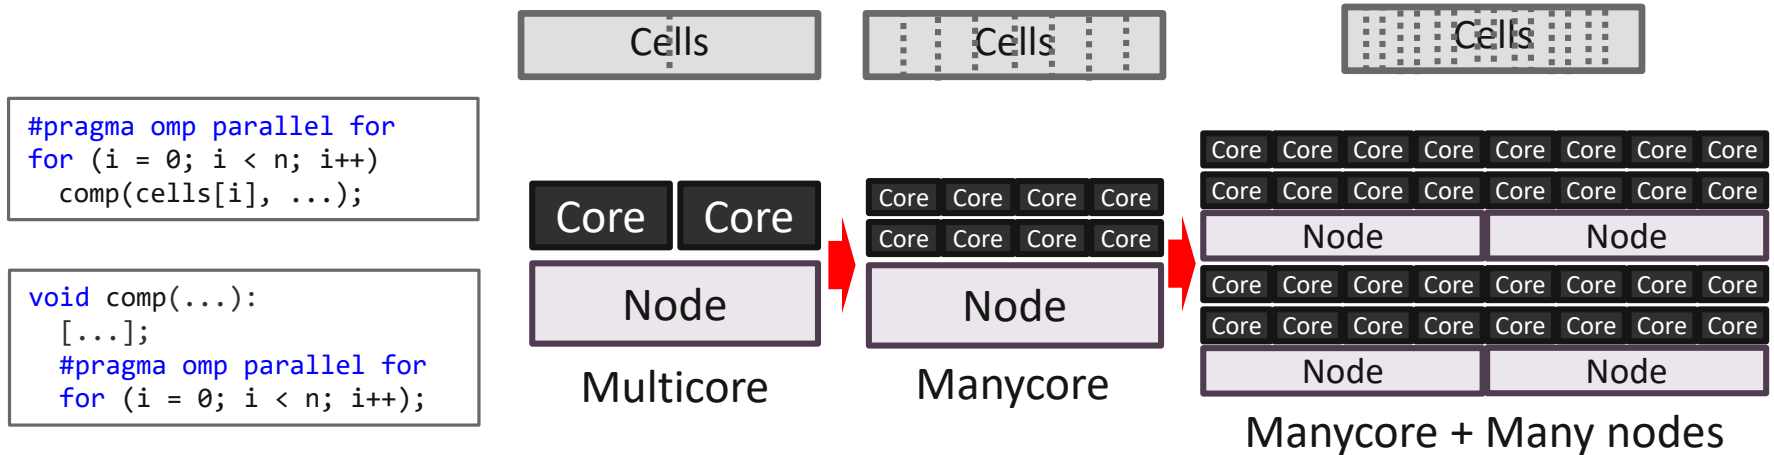 Cells
Cells
Cells
#pragma omp parallel for
for (i = 0; i < n; i++)
comp(cells[i], ...);
void comp(...):
[...];
#pragma omp parallel for
for (i = 0; i < n; i++);
Core Core
Node
Multicore
Core Core Core Core
Core Core Core Core
Node
Manycore
Core Core Core Core Core Core Core Core
Core Core Core Core Core Core Core Core
Node Node
Core Core Core Core Core Core Core Core
Core Core Core Core Core Core Core Core
Node Node
Manycore + Many nodes